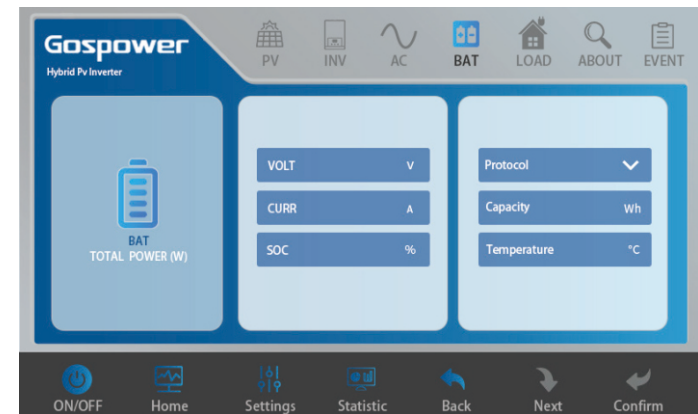 Gospower
Hybrid Pv Inverter
PV INV AC BAT LOAD ABOUT EVENT
BAT
TOTAL POWER (W)
VOLT V
CURR A
SOC %
Protocol
Capacity Wh
Temperature °C
ON/OFF Home Settings Statistic Back Next Confirm